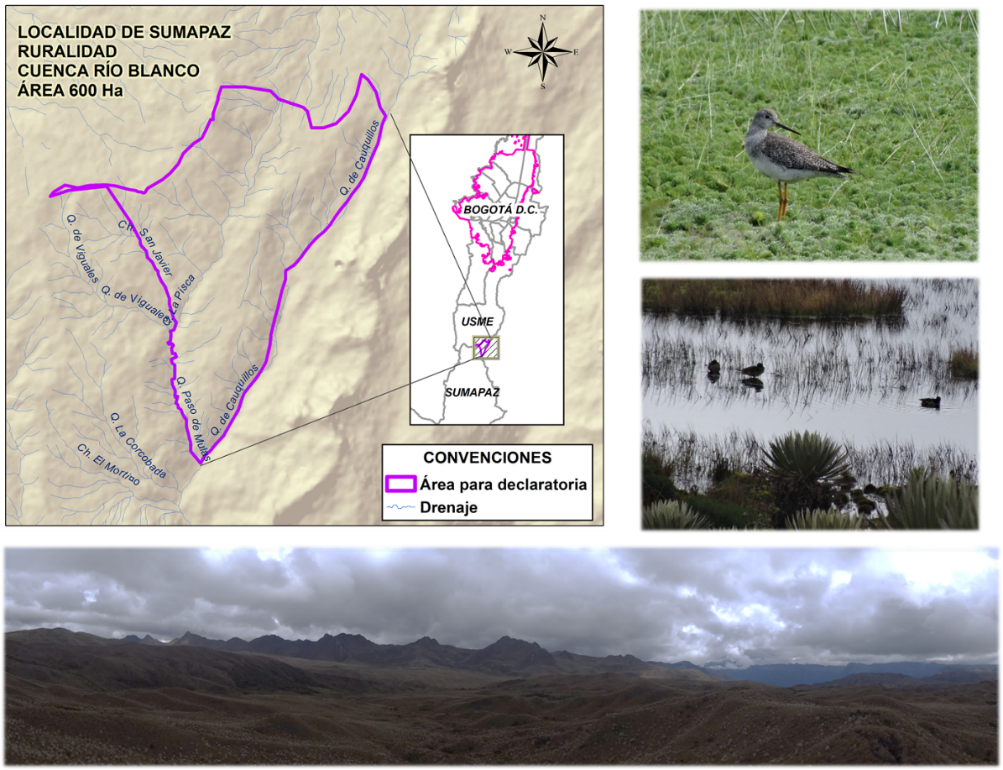 LOCALIDAD DE SUMAPAZ
RURALIDAD
CUENCA RÍO BLANCO
ÁREA 600 Ha
N
W
E
S
Q. de Cauquillos
BOGOTÁ D.C.
Q. de Viguales
Ch. San Javier
Q. La Pisca
Q. de Viguales
USME
SUMAPAZ
Q. Paso de Mulas
Q. de Cauquillos
Q. La Corcobada
Ch. El Mortiño
CONVENCIONES
Área para declaratoria
Drenaje